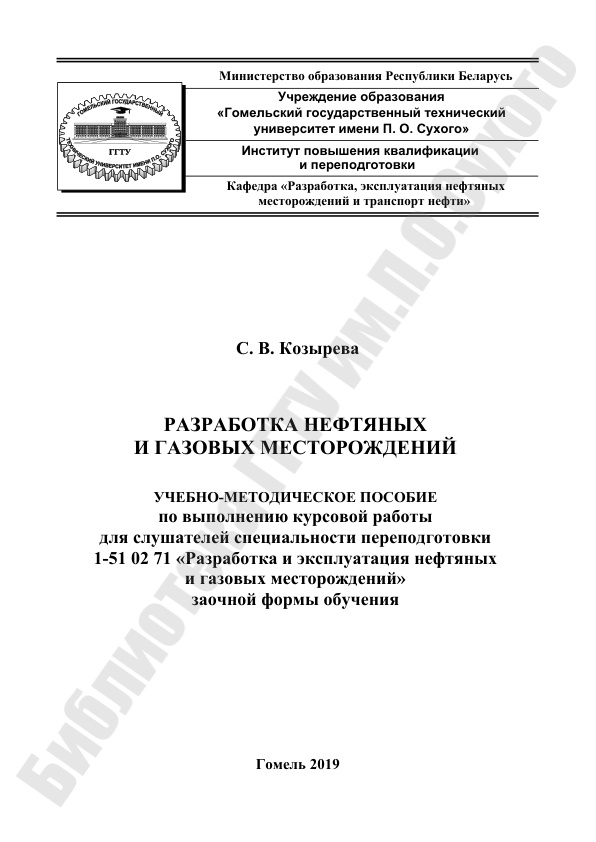 Министерство образования Республики Беларусь
Учреждение образования
«Гомельский государственный технический
университет имени П. О. Сухого»
Институт повышения квалификации
и переподготовки
Кафедра «Разработка, эксплуатация нефтяных
месторождений и транспорт нефти»
ГОМЕЛЬСКИЙ ГОСУДАРСТВЕННЫЙ
ТЕХНИЧЕСКИЙ УНИВЕРСИТЕТ ИМЕНИ П.О. СУХОГО
ГГТУ
С. В. Козырева
РАЗРАБОТКА НЕФТЯНЫХ
И ГАЗОВЫХ МЕСТОРОЖДЕНИЙ
УЧЕБНО-МЕТОДИЧЕСКОЕ ПОСОБИЕ
по выполнению курсовой работы
для слушателей специальности переподготовки
1-51 02 71 «Разработка и эксплуатация нефтяных
и газовых месторождений»
заочной формы обучения
Гомель 2019
Библиотека ГГТУ им.П.О.Сухого